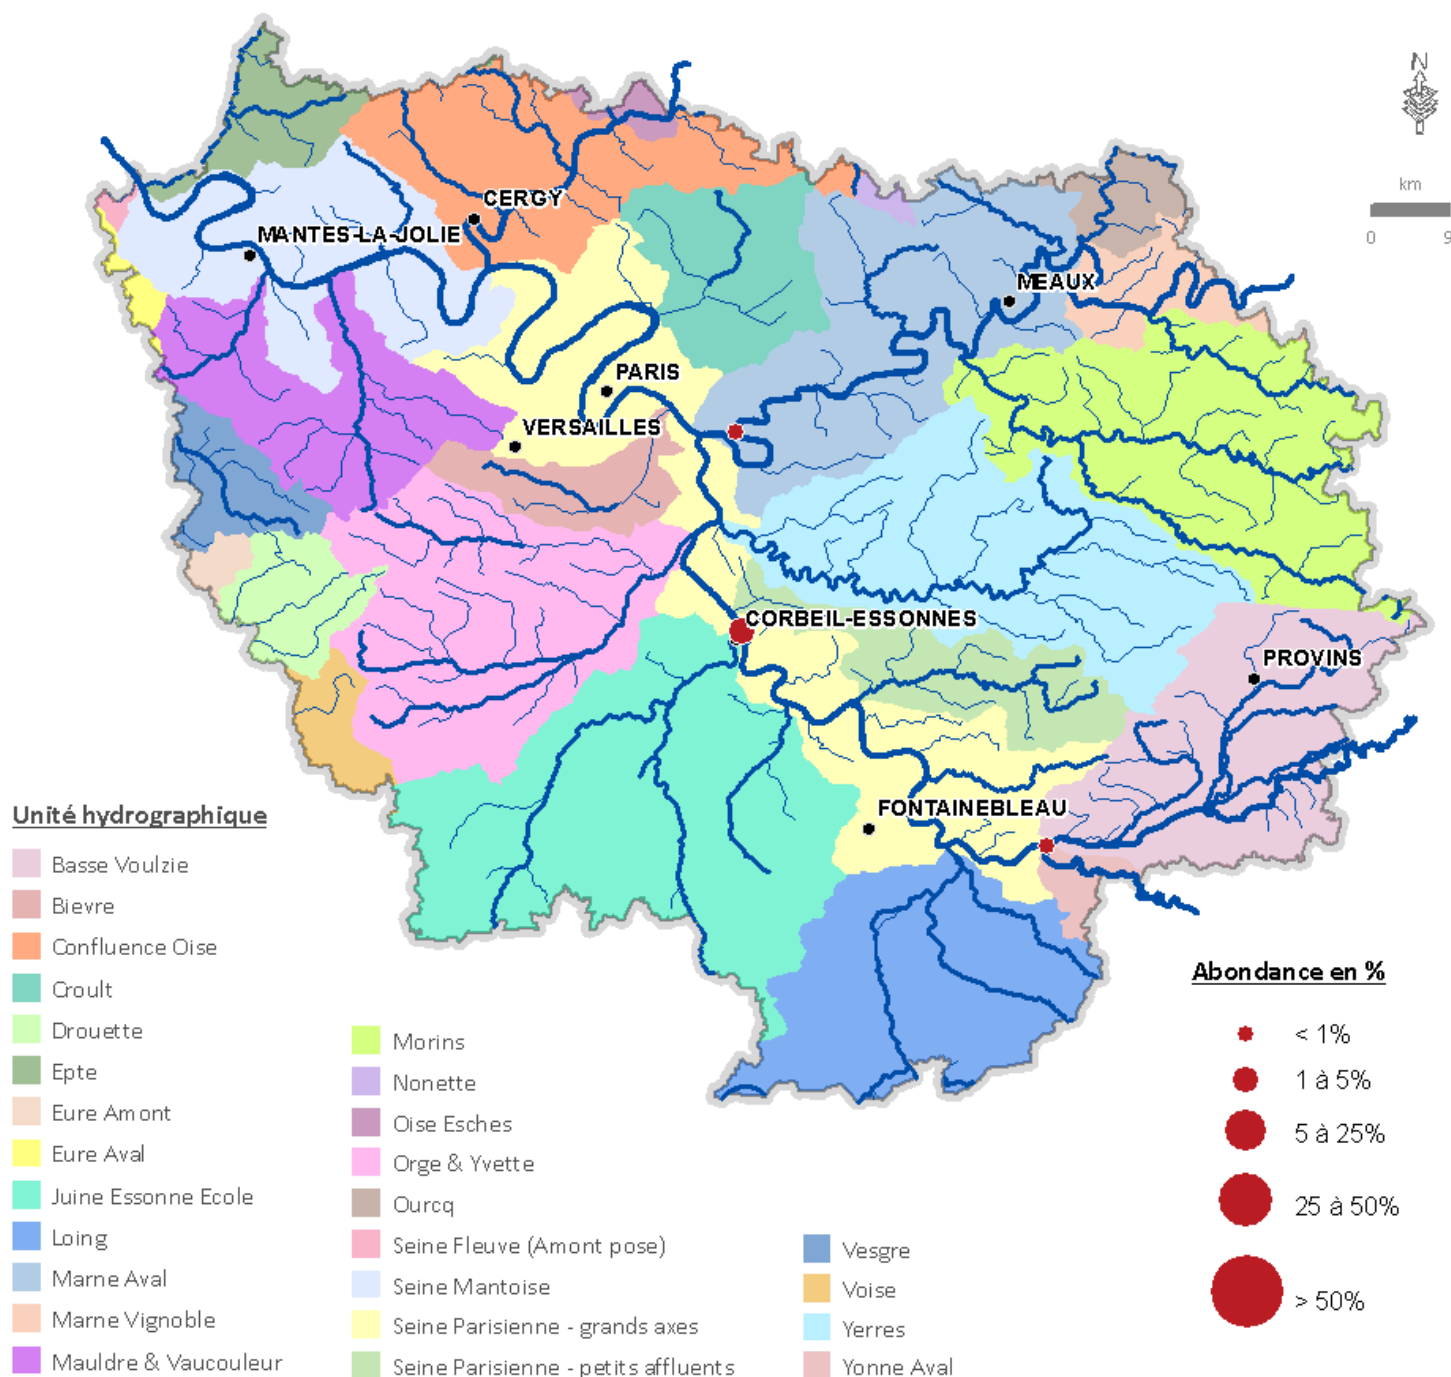 N
km
0 9
CERGY
MANTES-LA-JOLIE
MEAUX
PARIS
VERSAILLES
CORBEIL-ESSONNES
PROVINS
FONTAINEBLEAU
Unité hydrographique
Basse Voulzie
Bievre
Confluence Oise
Croult
Drouette
Epte
Eure Amont
Eure Aval
Juine Essonne Ecole
Loing
Marne Aval
Marne Vignoble
Mauldre & Vaucouleur
Morins
Nonette
Oise Esches
Orge & Yvette
Ourcq
Seine Fleuve (Amont pose)
Seine Mantoise
Seine Parisienne - grands axes
Seine Parisienne - petits affluents
Vesgre
Voise
Yerres
Yonne Aval
Abondance en %
< 1%
1 à 5%
5 à 25%
25 à 50%
> 50%